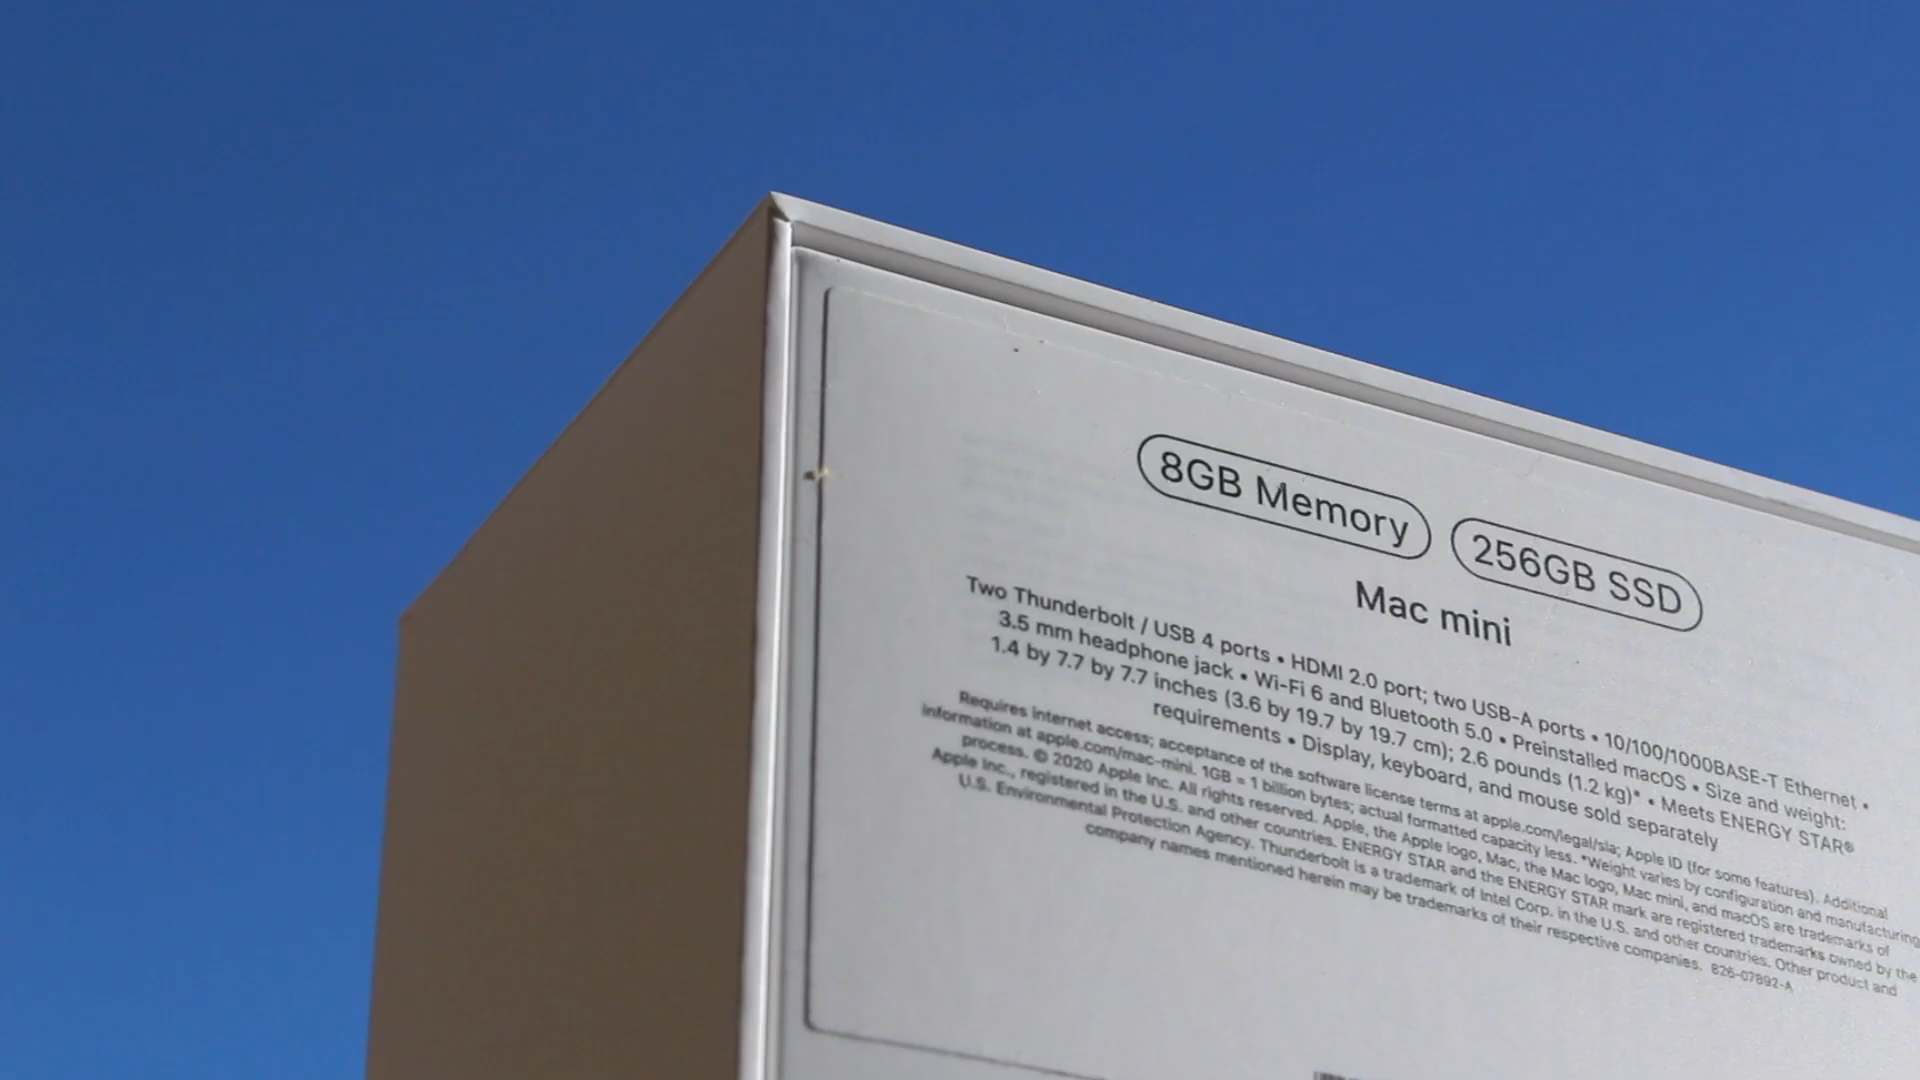 8GB Memory 256GB SSD
Mac mini
Two Thunderbolt / USB 4 ports • HDMI 2.0 port; two USB-A ports • 10/100/1000BASE-T Ethernet •
3.5 mm headphone jack • Wi-Fi 6 and Bluetooth 5.0 • Preinstalled macOS • Size and weight:
1.4 by 7.7 by 7.7 inches (3.6 by 19.7 by 19.7 cm); 2.6 pounds (1.2 kg)* • Meets ENERGY STAR®
requirements • Display, keyboard, and mouse sold separately
Requires internet access; acceptance of the software license terms at apple.com/legal/sla; Apple ID (for some features). Additional
information at apple.com/mac-mini. 1GB = 1 billion bytes; actual formatted capacity less. *Weight varies by configuration and manufacturing
process. © 2020 Apple Inc. All rights reserved. Apple, the Apple logo, Mac, the Mac logo, Mac mini, and macOS are trademarks of
Apple Inc., registered in the U.S. and other countries. ENERGY STAR and the ENERGY STAR mark are registered trademarks owned by the
U.S. Environmental Protection Agency. Thunderbolt is a trademark of Intel Corp. in the U.S. and other countries. Other product and
company names mentioned herein may be trademarks of their respective companies. 826-07892-A